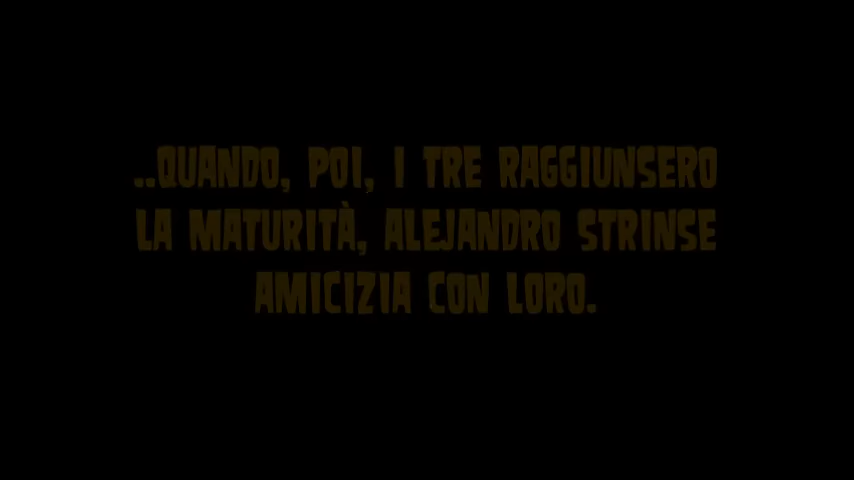 ..QUANDO, POI, I TRE RAGGIUNSERO
LA MATURITÀ, ALEJANDRO STRINSE
AMICIZIA CON LORO.